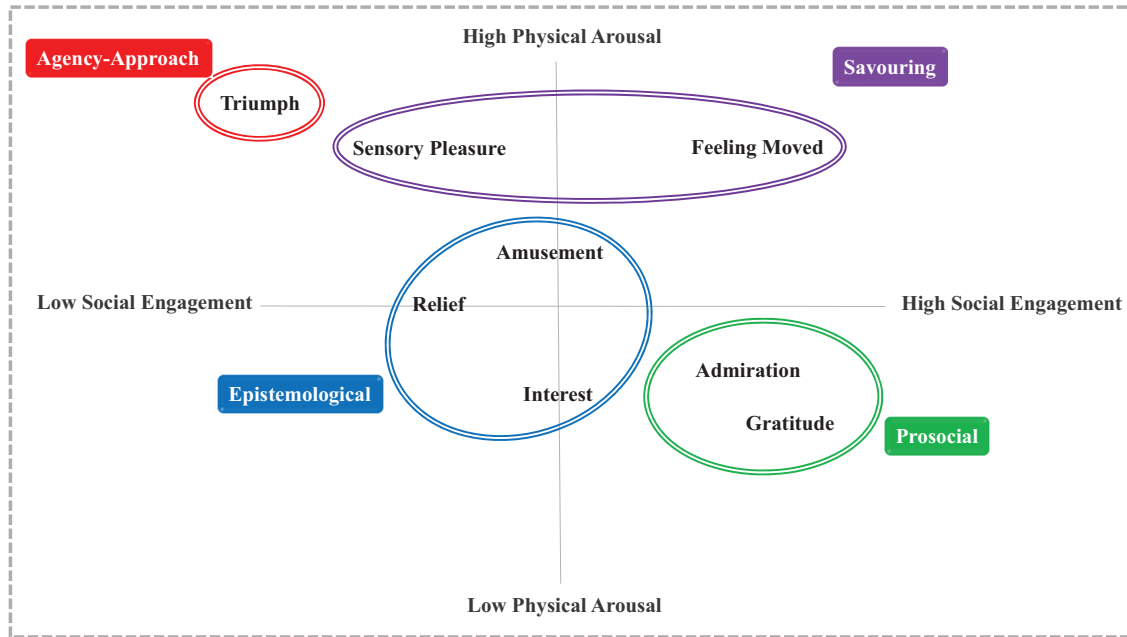 High Physical Arousal
Agency-Approach
Savouring
Triumph
Sensory Pleasure
Feeling Moved
Amusement
Low Social Engagement
Relief
High Social Engagement
Admiration
Epistemological
Interest
Gratitude
Prosocial
Low Physical Arousal